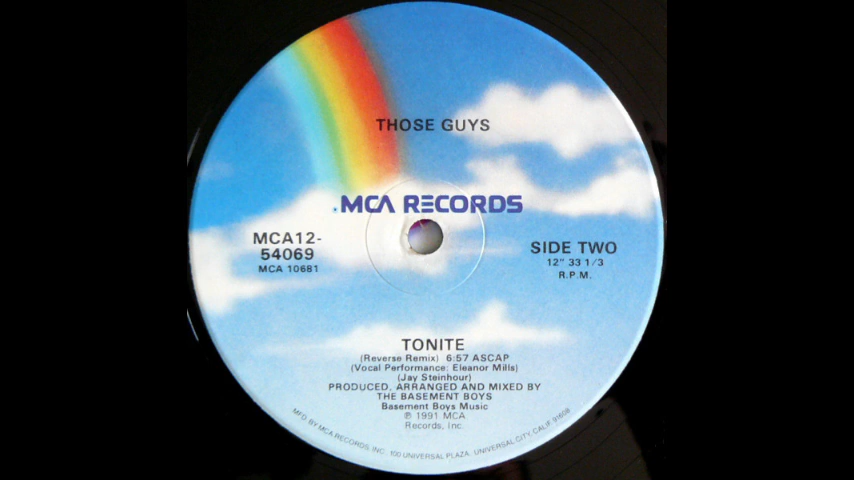 THOSE GUYS
MCA RECORDS
MCA12-
54069
MCA 10681
SIDE TWO
12" 33 1/3
R.P.M.
TONITE
(Reverse Remix) 6:57 ASCAP
(Vocal Performance: Eleanor Mills)
(Jay Steinhour)
PRODUCED, ARRANGED AND MIXED BY
THE BASEMENT BOYS
Basement Boys Music
℗ 1991 MCA
Records, Inc.
MFD. BY MCA RECORDS, INC. 100 UNIVERSAL PLAZA, UNIVERSAL CITY, CALIF. 91608